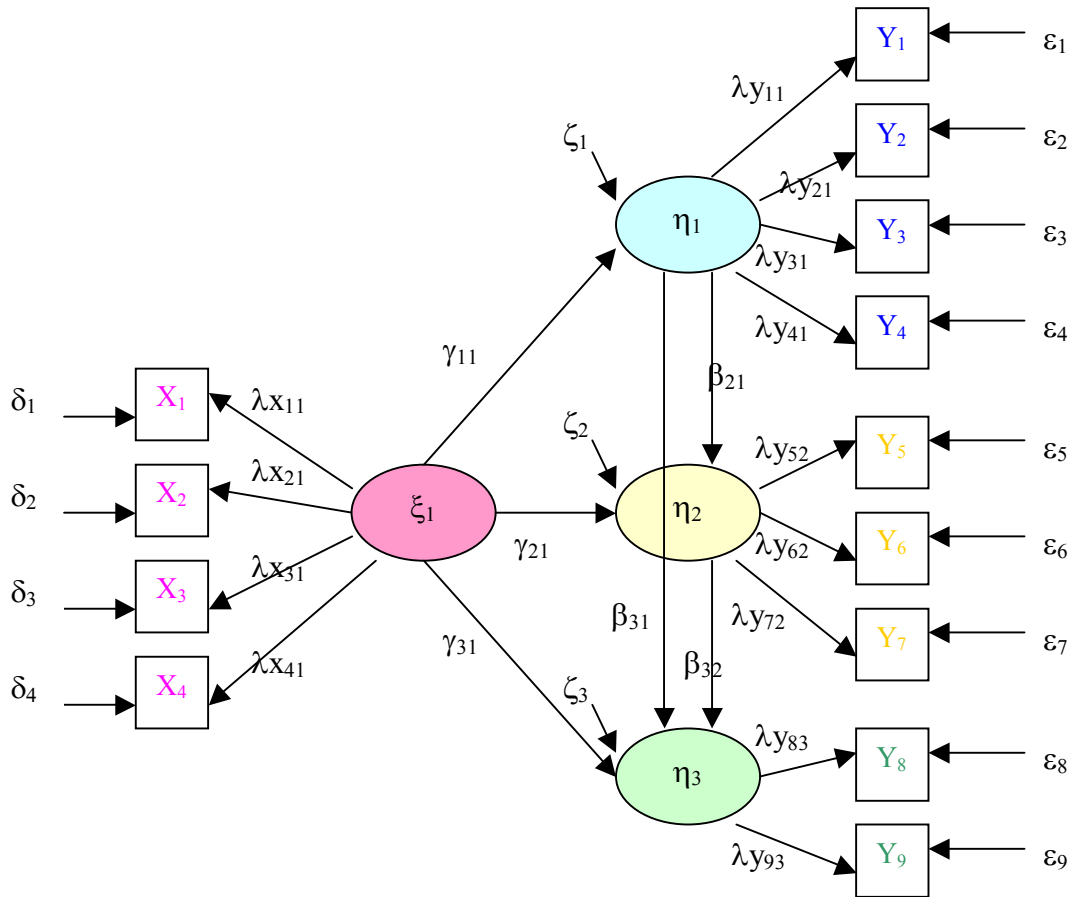 Y₁
ε₁
λy₁₁
Y₂
ε₂
ζ₁
λy₂₁
η₁
Y₃
ε₃
λy₃₁
Y₄
ε₄
λy₄₁
γ₁₁
β₂₁
δ₁
X₁
λx₁₁
ζ₂
λy₅₂
Y₅
ε₅
δ₂
X₂
λx₂₁
ξ₁
η₂
γ₂₁
λy₆₂
Y₆
ε₆
δ₃
X₃
λx₃₁
γ₃₁
β₃₁
λy₇₂
Y₇
ε₇
δ₄
X₄
λx₄₁
β₃₂
ζ₃
λy₈₃
η₃
Y₈
ε₈
λy₉₃
Y₉
ε₉